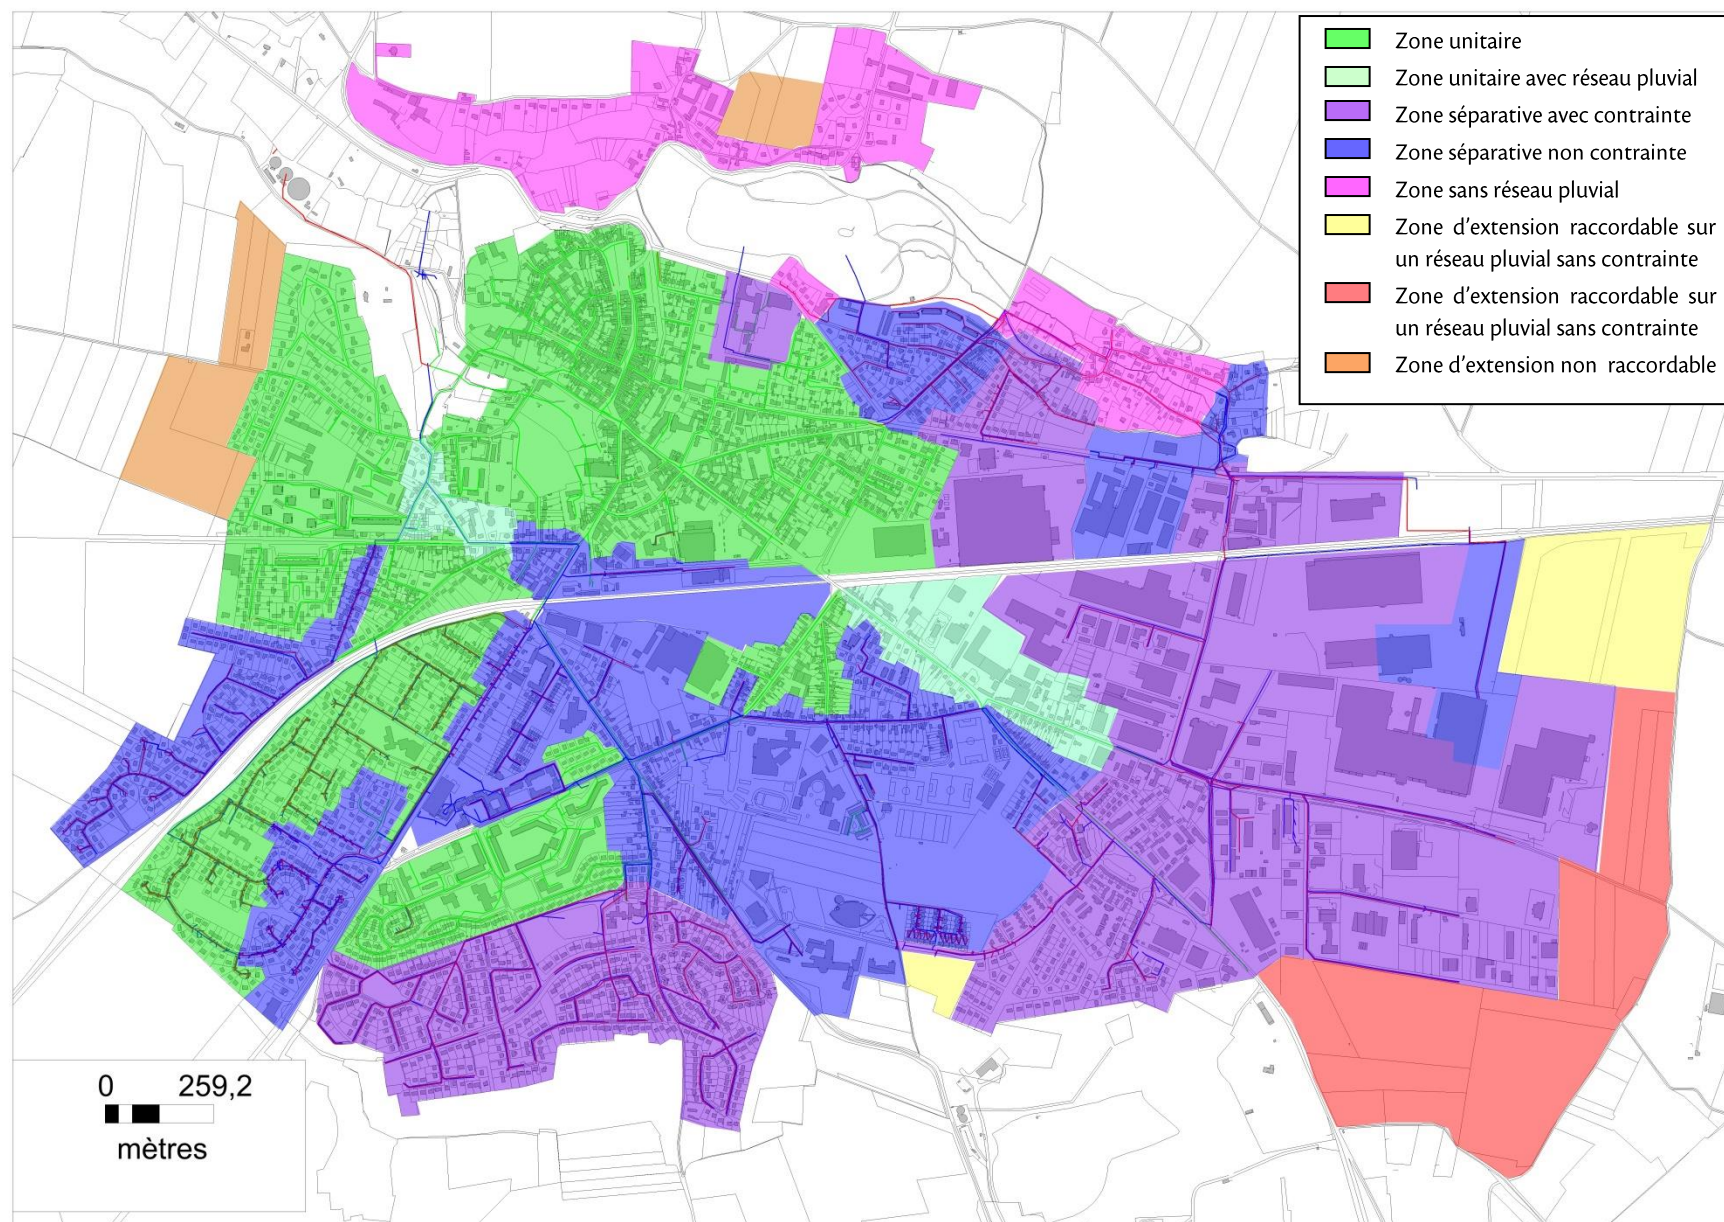 Zone unitaire
Zone unitaire avec réseau pluvial
Zone séparative avec contrainte
Zone séparative non contrainte
Zone sans réseau pluvial
Zone d'extension raccordable sur
un réseau pluvial sans contrainte
Zone d'extension raccordable sur
un réseau pluvial sans contrainte
Zone d'extension non raccordable
0 259,2
mètres